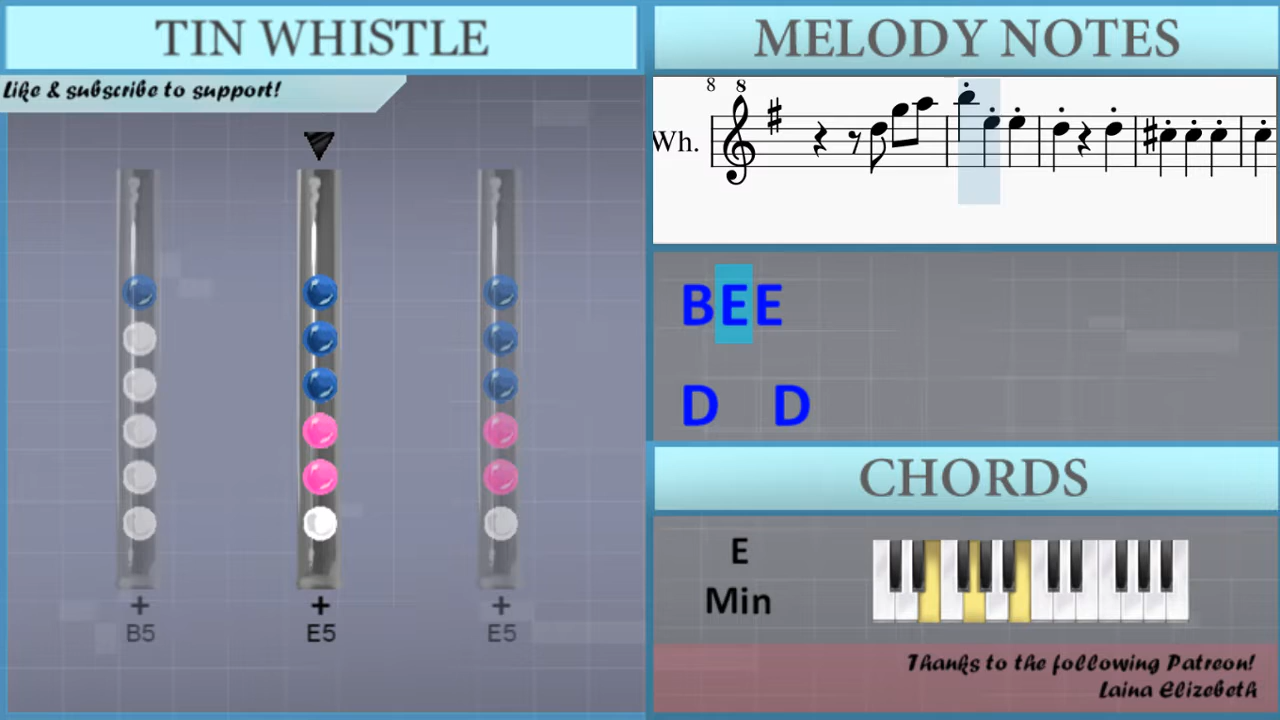 TIN WHISTLE
Like & subscribe to support!
+ + +
B5 E5 E5
MELODY NOTES
8
8
Wh.
BEE
D D
CHORDS
E
Min
Thanks to the following Patreon!
Laina Elizebeth